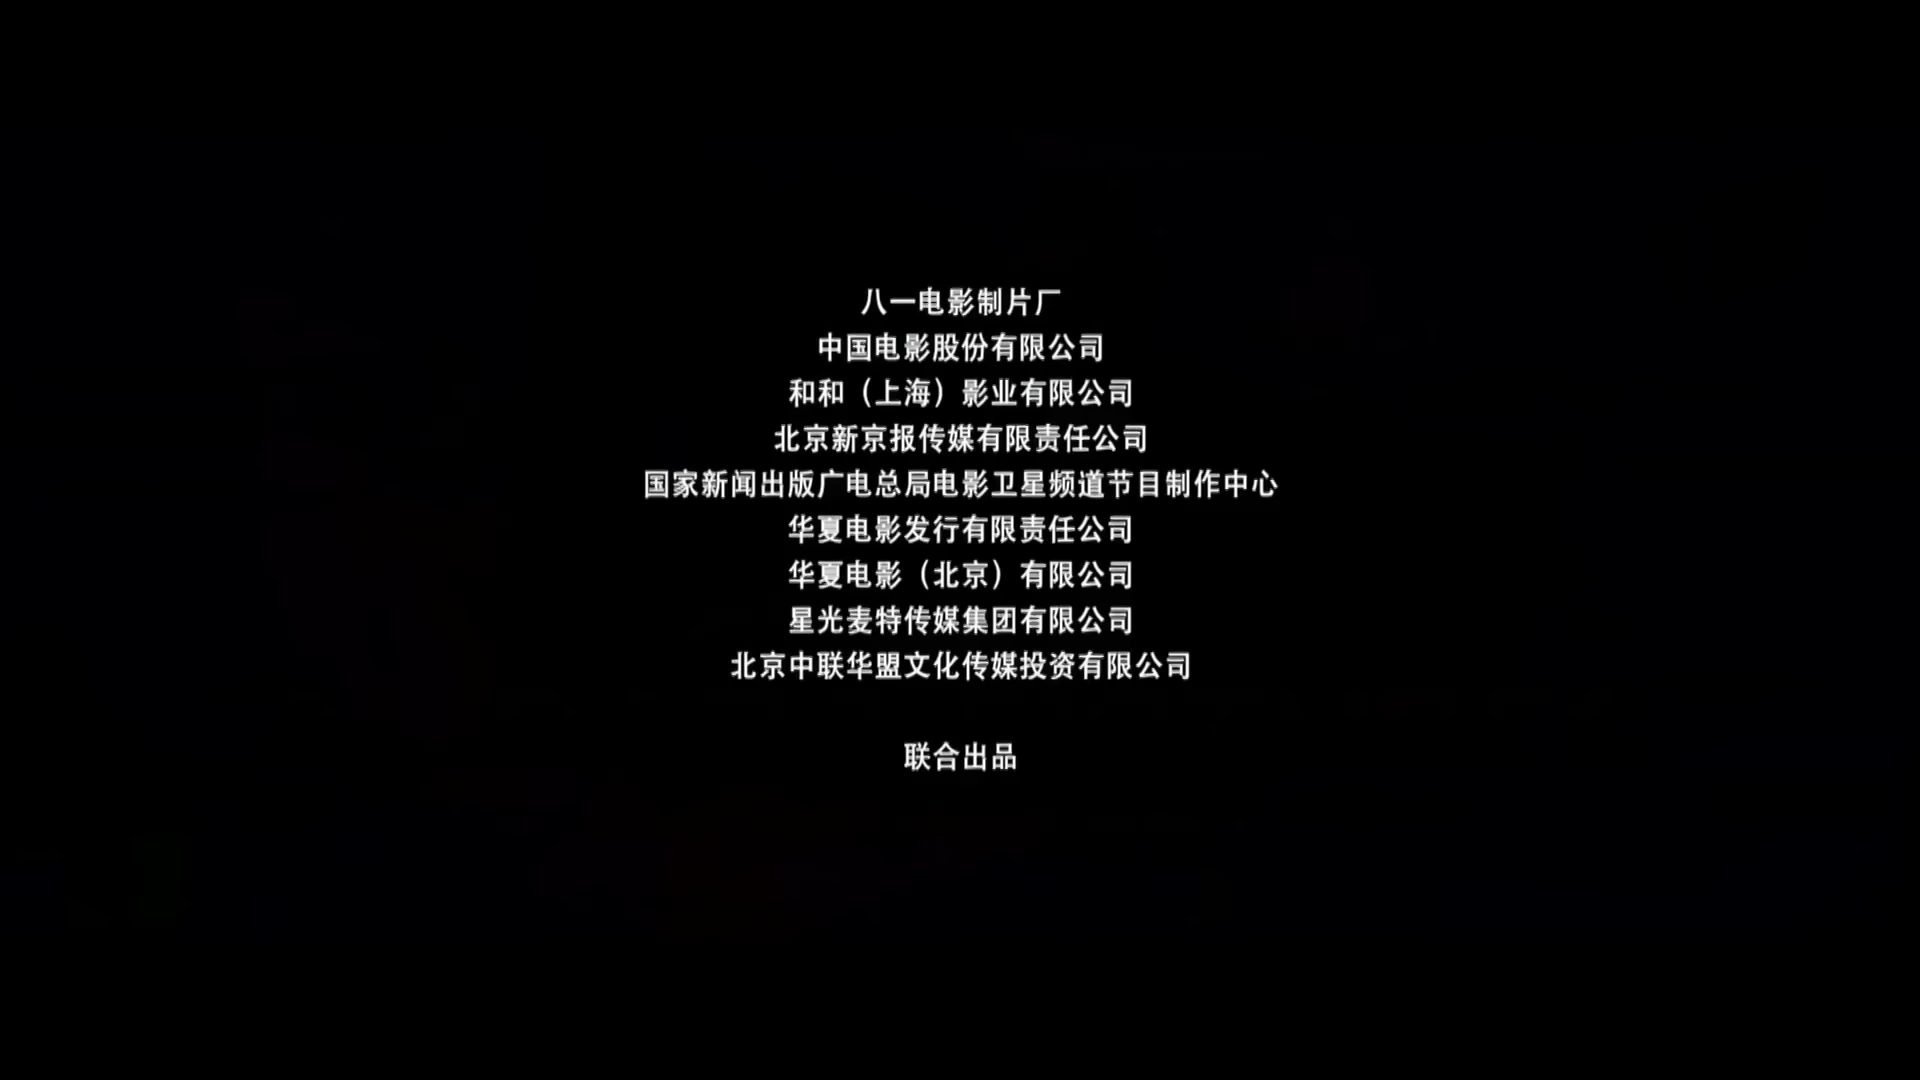 八一电影制片厂
中国电影股份有限公司
和和（上海）影业有限公司
北京新京报传媒有限责任公司
国家新闻出版广电总局电影卫星频道节目制作中心
华夏电影发行有限责任公司
华夏电影（北京）有限公司
星光麦特传媒集团有限公司
北京中联华盟文化传媒投资有限公司
联合出品